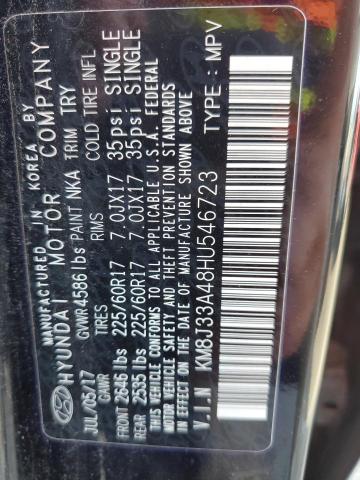 MANUFACTURED IN KOREA BY
HYUNDAI MOTOR COMPANY
JUL/05/17 GVWR 4586 lbs PAINT NKA TRIM TRY
GAWR TIRES RIMS COLD TIRE INFL
FRONT 2646 lbs 225/60R17 7.0JX17 35psi SINGLE
REAR 2535 lbs 225/60R17 7.0JX17 35psi SINGLE
THIS VEHICLE CONFORMS TO ALL APPLICABLE U.S.A. FEDERAL
MOTOR VEHICLE SAFETY AND THEFT PREVENTION STANDARDS
IN EFFECT ON THE DATE OF MANUFACTURE SHOWN ABOVE.
V.I.N KM8J33A48HU546723 TYPE : MPV